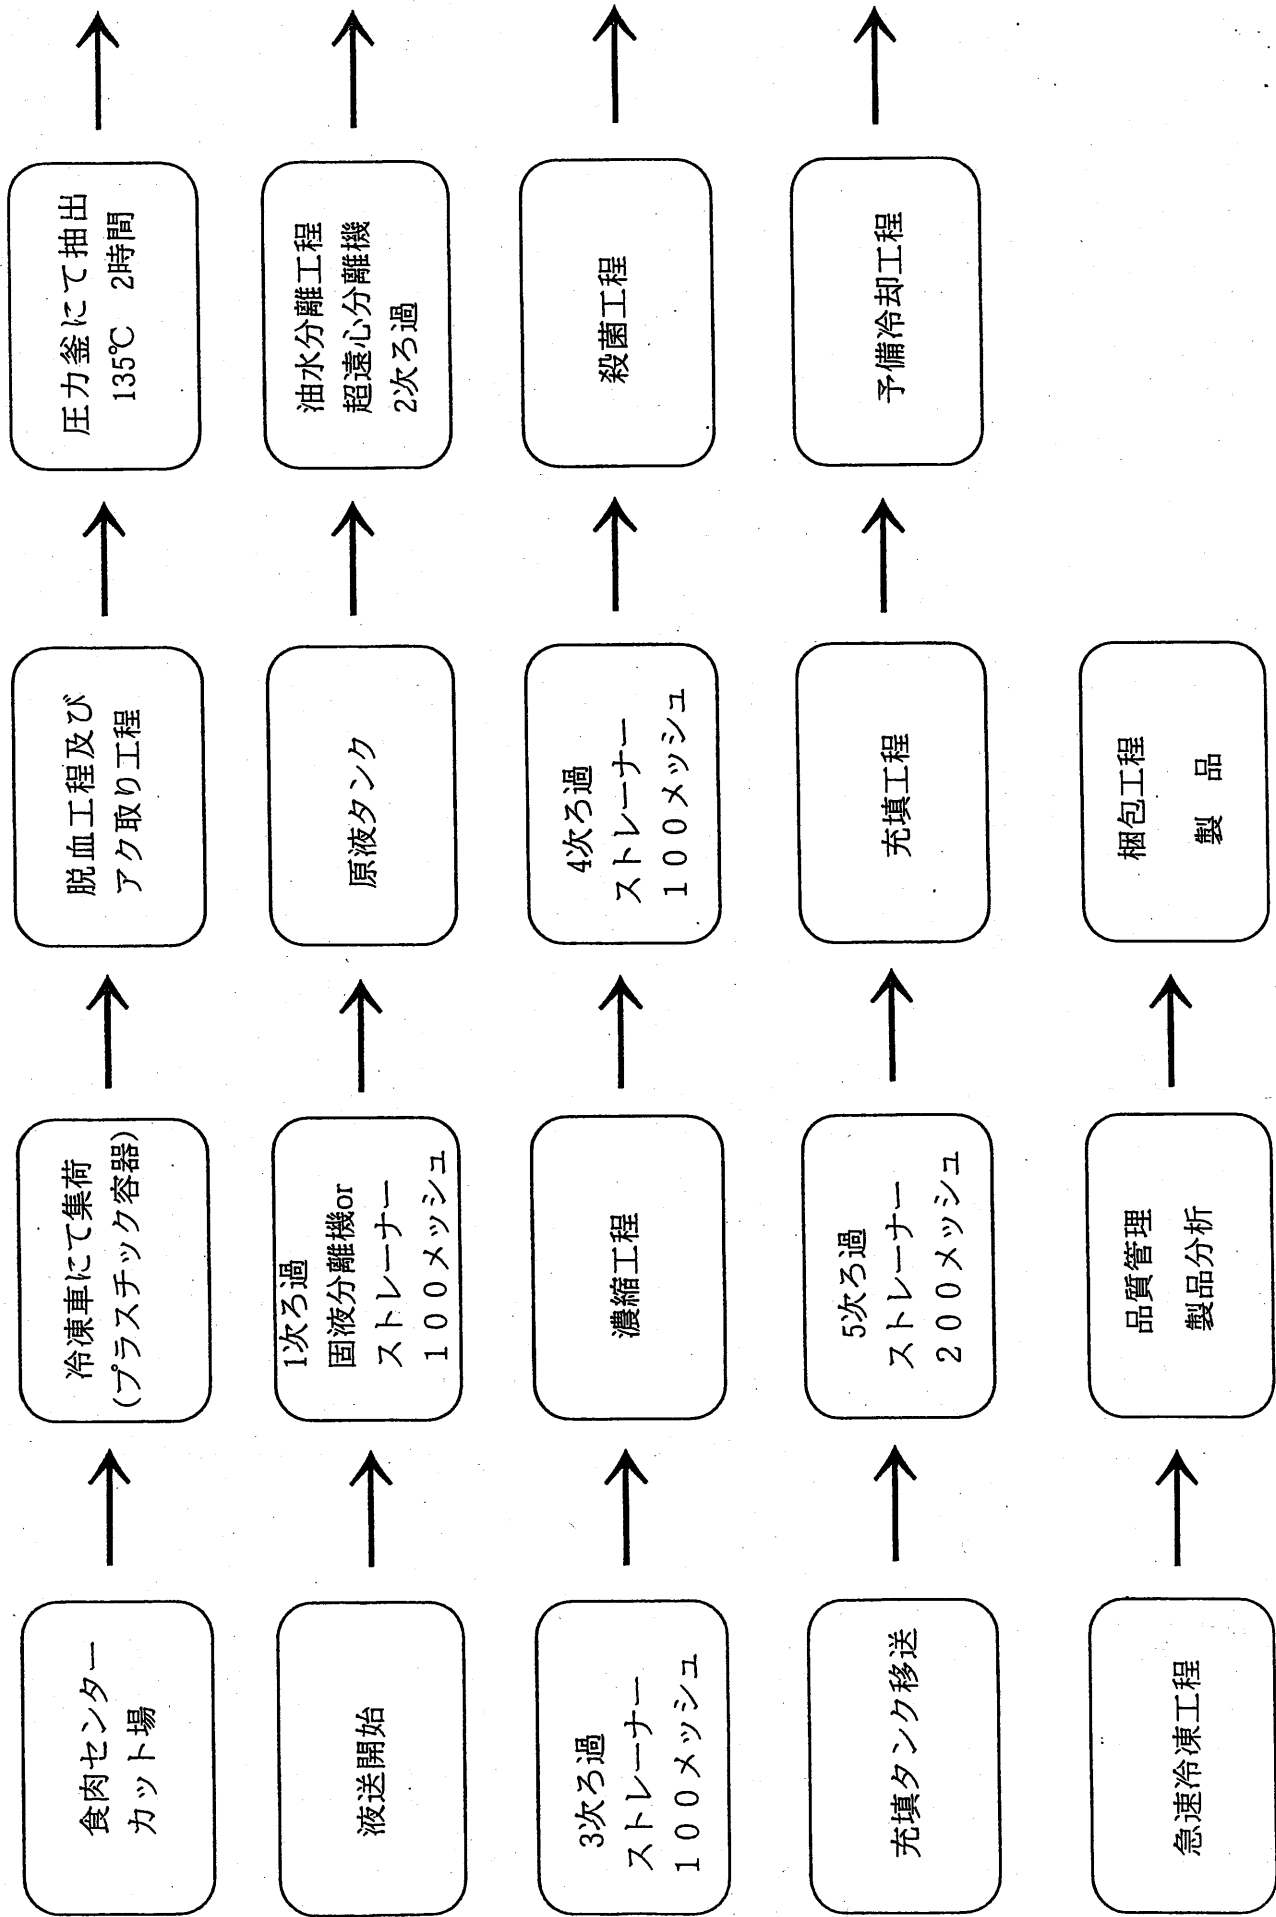 食肉センター
カット場
冷凍車にて集荷
(プラスチック容器)
脱血工程及び
アク取り工程
圧力釜にて抽出
135℃ 2時間
液送開始
1次ろ過
固液分離機or
ストレーナー
１００メッシュ
原液タンク
油水分離工程
超遠心分離機
2次ろ過
3次ろ過
ストレーナー
１００メッシュ
濃縮工程
4次ろ過
ストレーナー
１００メッシュ
殺菌工程
充填タンク移送
5次ろ過
ストレーナー
２００メッシュ
充填工程
予備冷却工程
急速冷凍工程
品質管理
製品分析
梱包工程
製 品